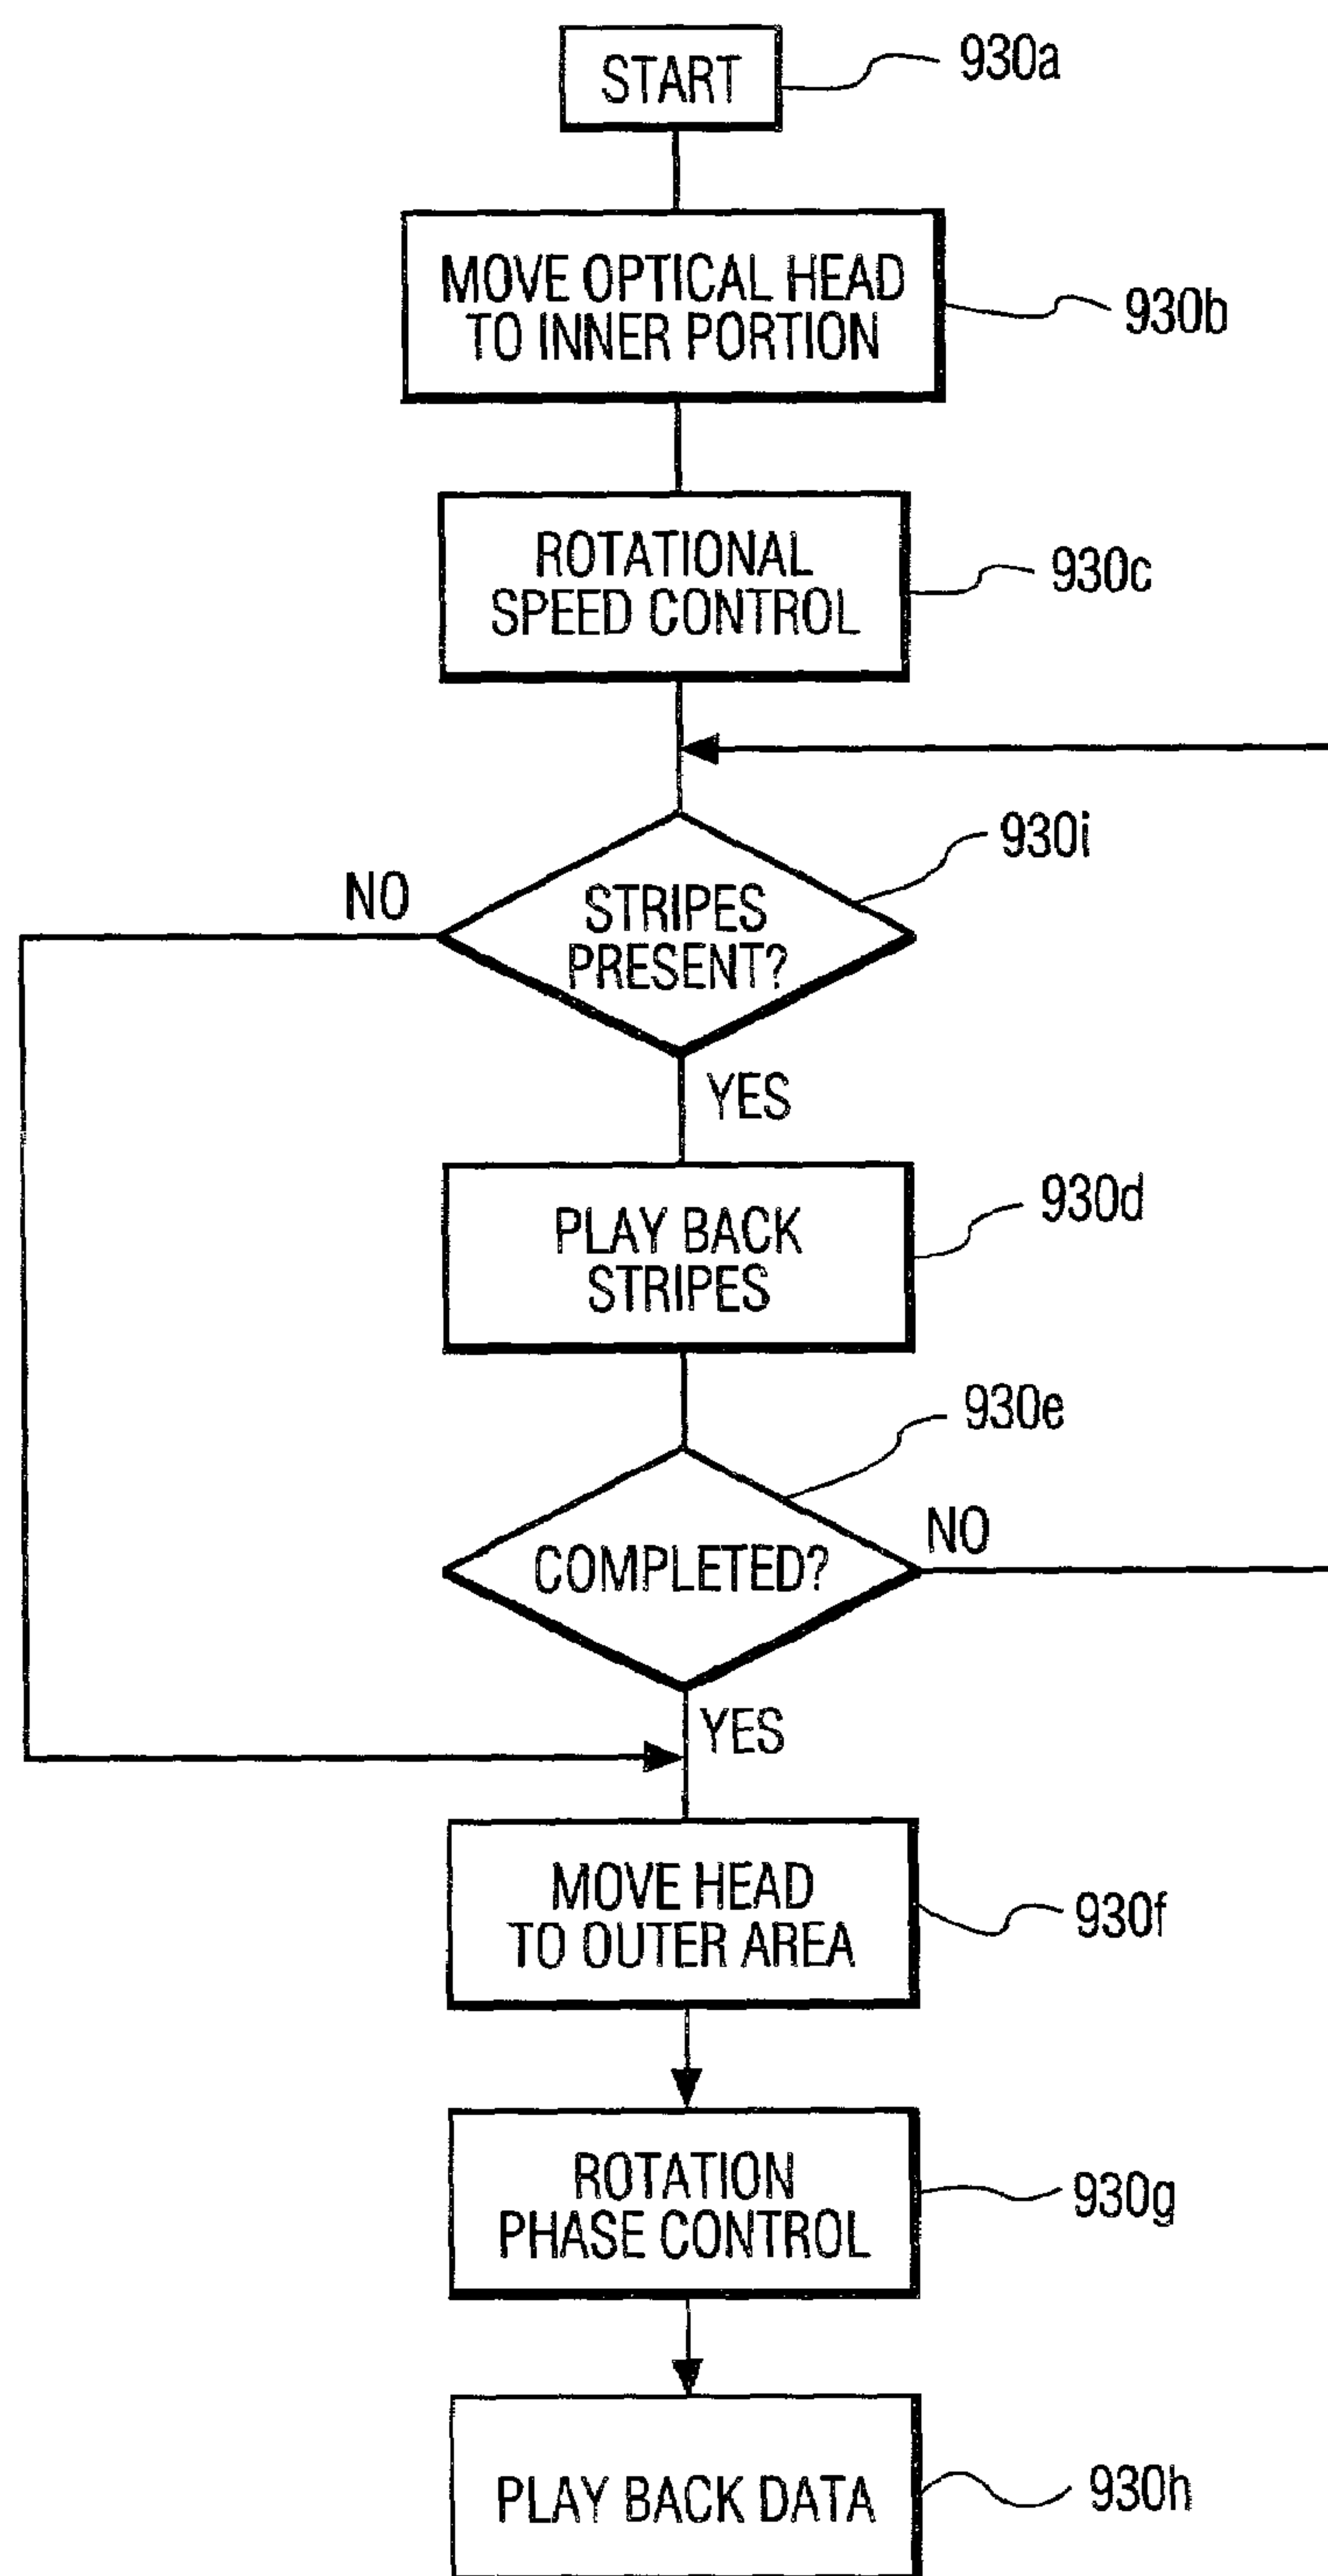 START
930a
MOVE OPTICAL HEAD
TO INNER PORTION
930b
ROTATIONAL
SPEED CONTROL
930c
930i
NO
STRIPES
PRESENT?
YES
PLAY BACK
STRIPES
930d
930e
NO
COMPLETED?
YES
MOVE HEAD
TO OUTER AREA
930f
ROTATION
PHASE CONTROL
930g
PLAY BACK DATA
930h